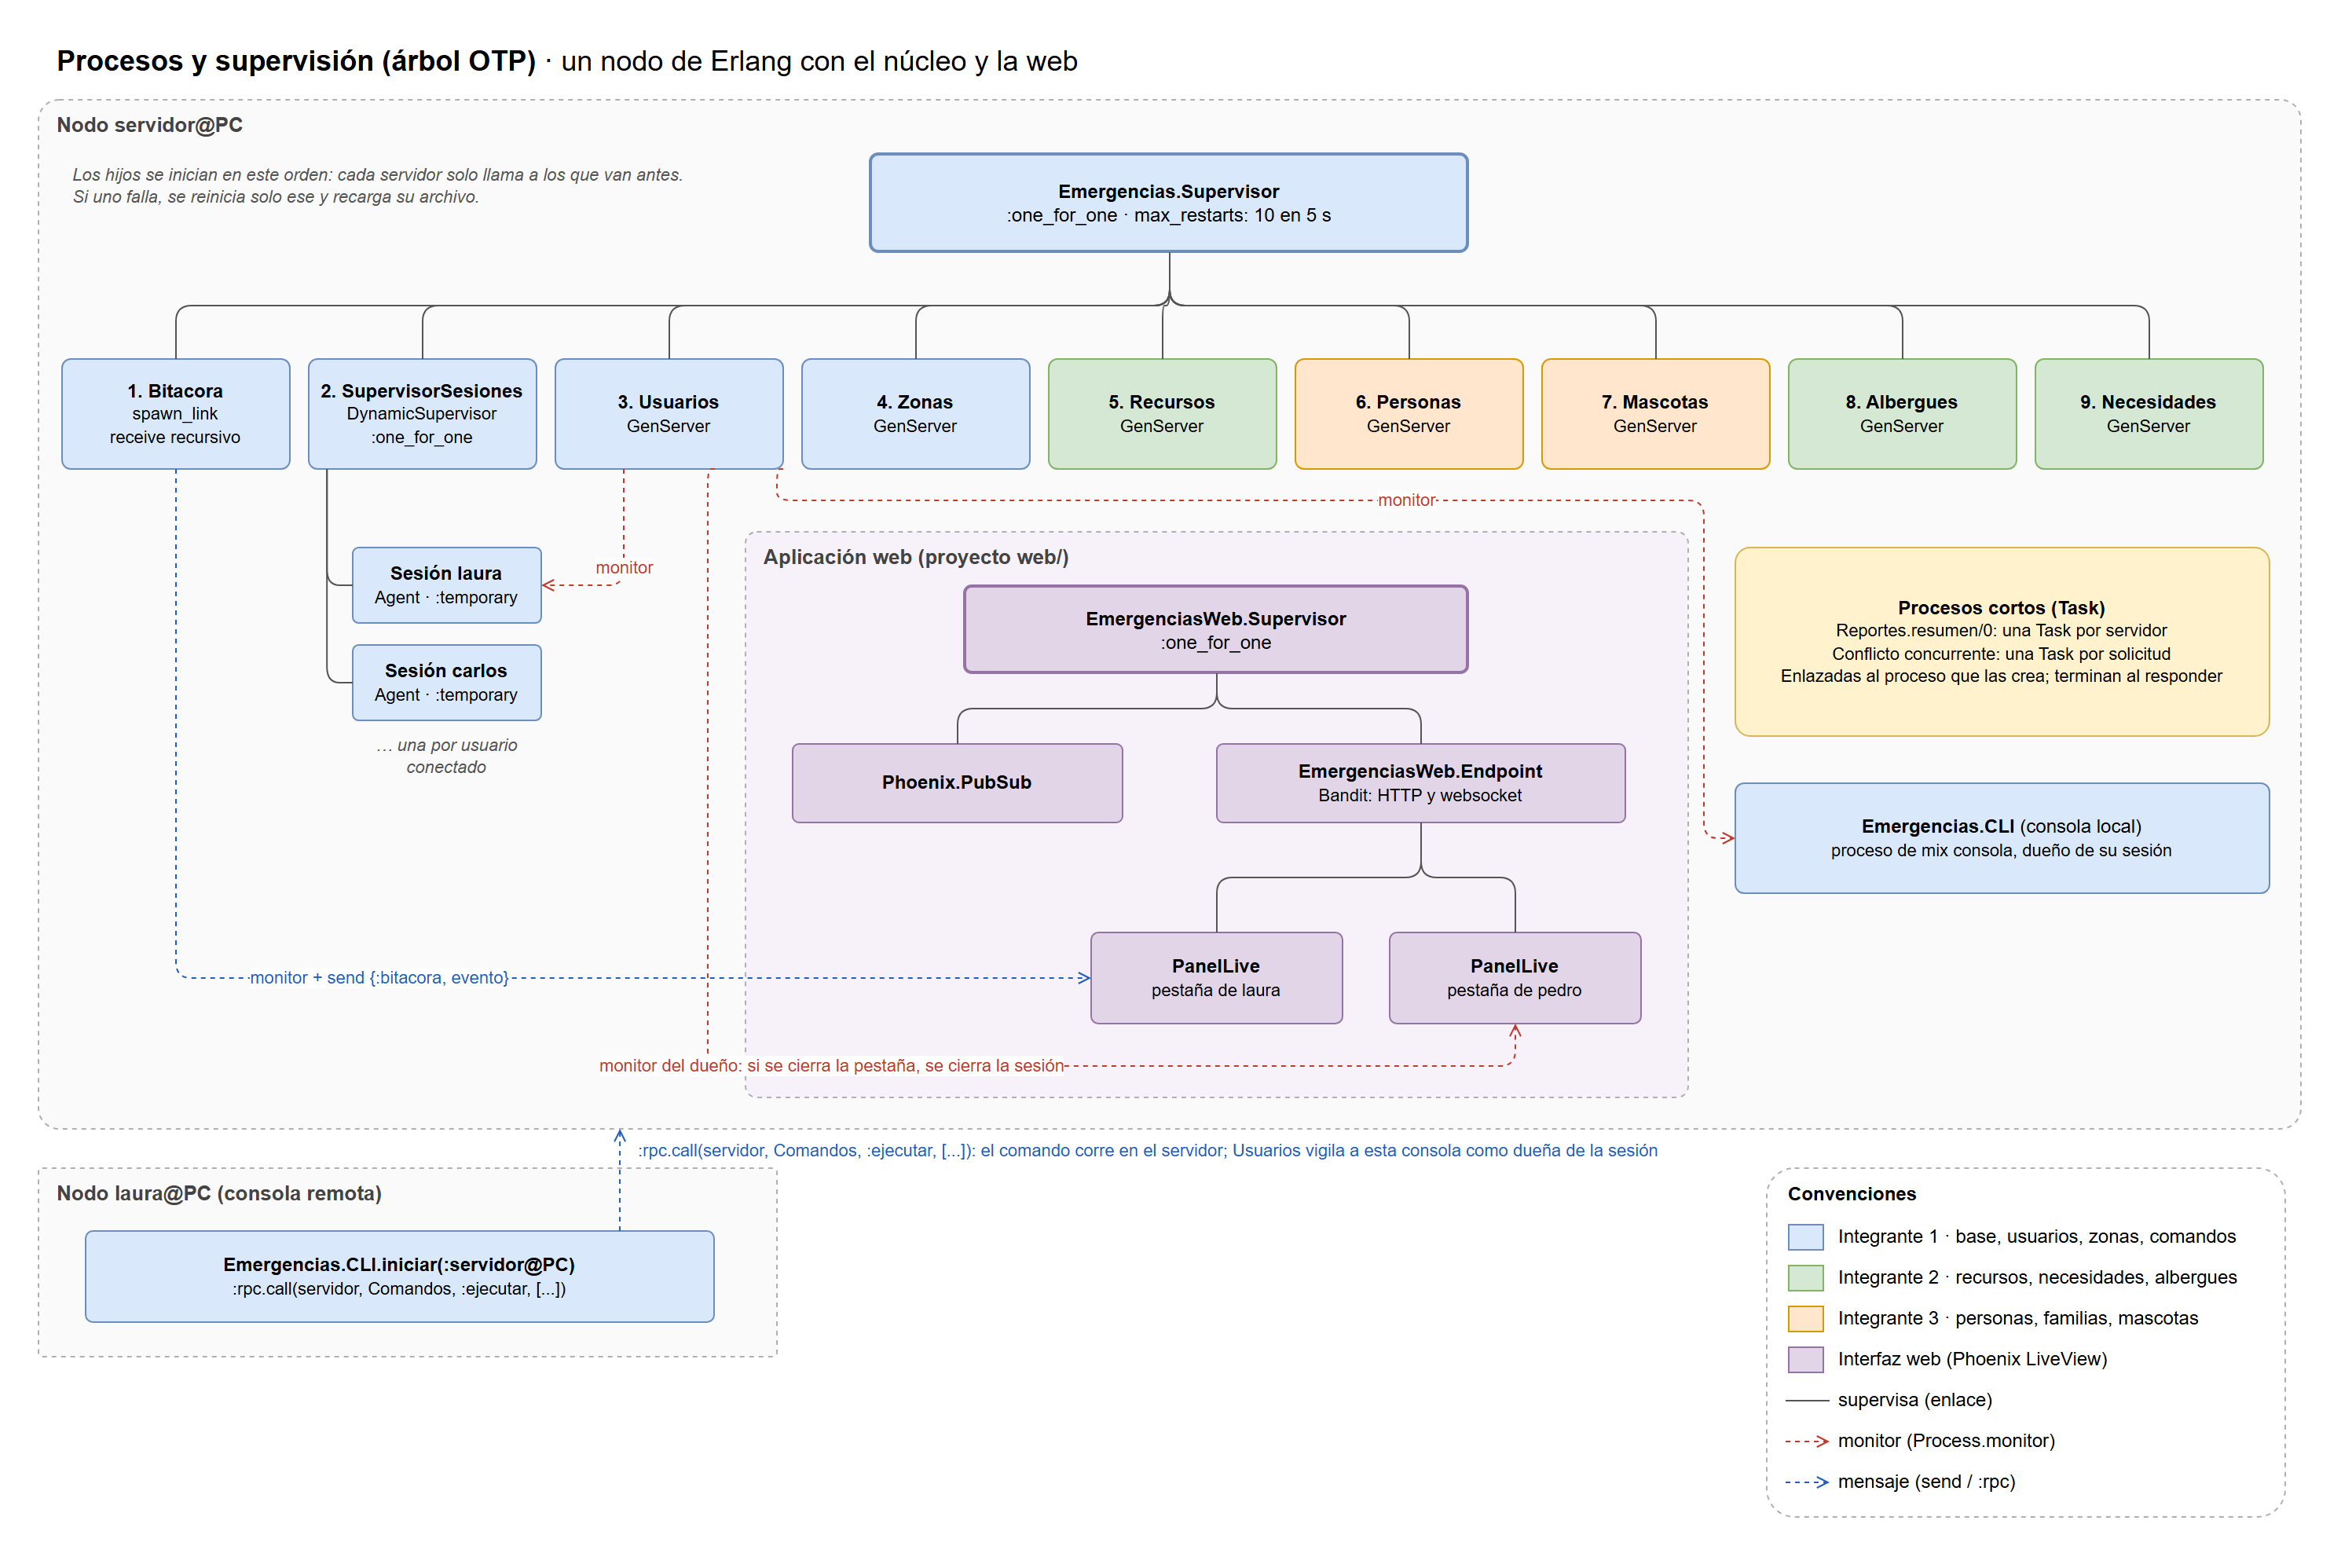 Procesos y supervisión (árbol OTP) · un nodo de Erlang con el núcleo y la web
Nodo servidor@PC
Los hijos se inician en este orden: cada servidor solo llama a los que van antes.
Si uno falla, se reinicia solo ese y recarga su archivo.
Emergencias.Supervisor
:one_for_one · max_restarts: 10 en 5 s
1. Bitacora
spawn_link
receive recursivo
2. SupervisorSesiones
DynamicSupervisor
:one_for_one
3. Usuarios
GenServer
4. Zonas
GenServer
5. Recursos
GenServer
6. Personas
GenServer
7. Mascotas
GenServer
8. Albergues
GenServer
9. Necesidades
GenServer
monitor
Sesión laura
Agent · :temporary
monitor
Sesión carlos
Agent · :temporary
… una por usuario
conectado
Aplicación web (proyecto web/)
EmergenciasWeb.Supervisor
:one_for_one
Phoenix.PubSub
EmergenciasWeb.Endpoint
Bandit: HTTP y websocket
Procesos cortos (Task)
Reportes.resumen/0: una Task por servidor
Conflicto concurrente: una Task por solicitud
Enlazadas al proceso que las crea; terminan al responder
Emergencias.CLI (consola local)
proceso de mix consola, dueño de su sesión
monitor + send {:bitacora, evento}
PanelLive
pestaña de laura
PanelLive
pestaña de pedro
monitor del dueño: si se cierra la pestaña, se cierra la sesión
:rpc.call(servidor, Comandos, :ejecutar, [...]): el comando corre en el servidor; Usuarios vigila a esta consola como dueña de la sesión
Nodo laura@PC (consola remota)
Emergencias.CLI.iniciar(:servidor@PC)
:rpc.call(servidor, Comandos, :ejecutar, [...])
Convenciones
Integrante 1 · base, usuarios, zonas, comandos
Integrante 2 · recursos, necesidades, albergues
Integrante 3 · personas, familias, mascotas
Interfaz web (Phoenix LiveView)
supervisa (enlace)
monitor (Process.monitor)
mensaje (send / :rpc)